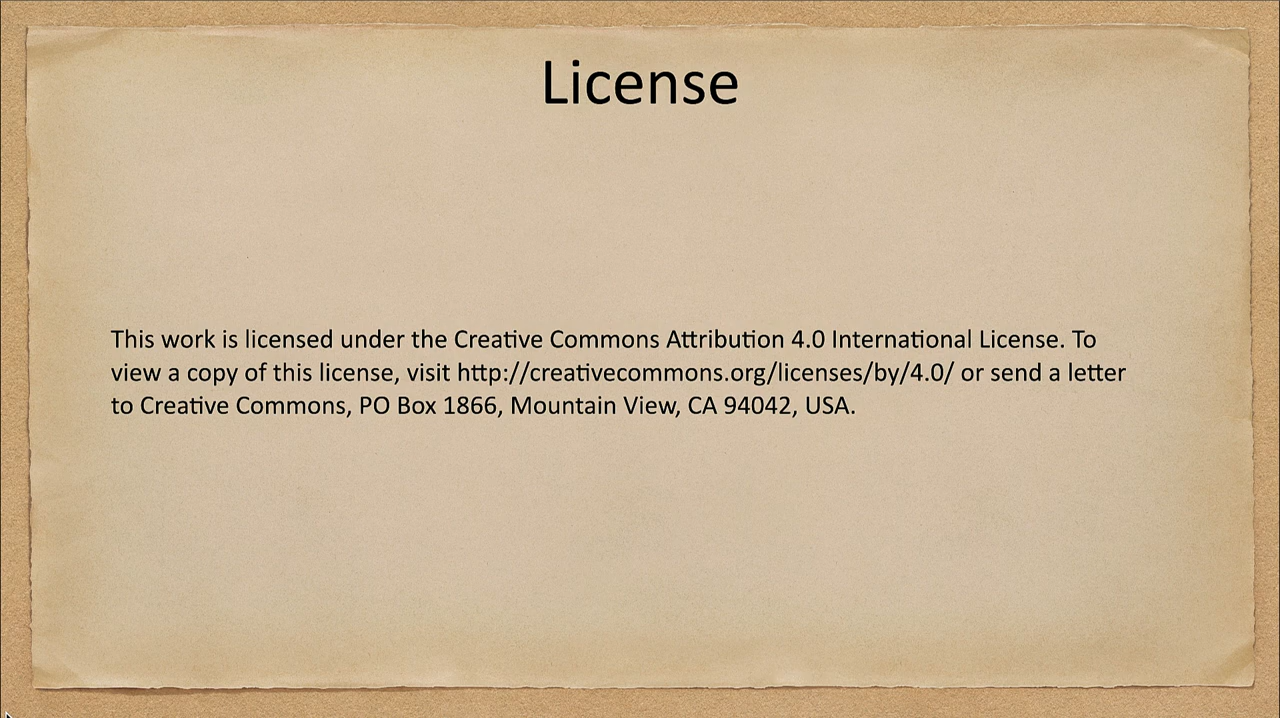 License
This work is licensed under the Creative Commons Attribution 4.0 International License. To
view a copy of this license, visit http://creativecommons.org/licenses/by/4.0/ or send a letter
to Creative Commons, PO Box 1866, Mountain View, CA 94042, USA.